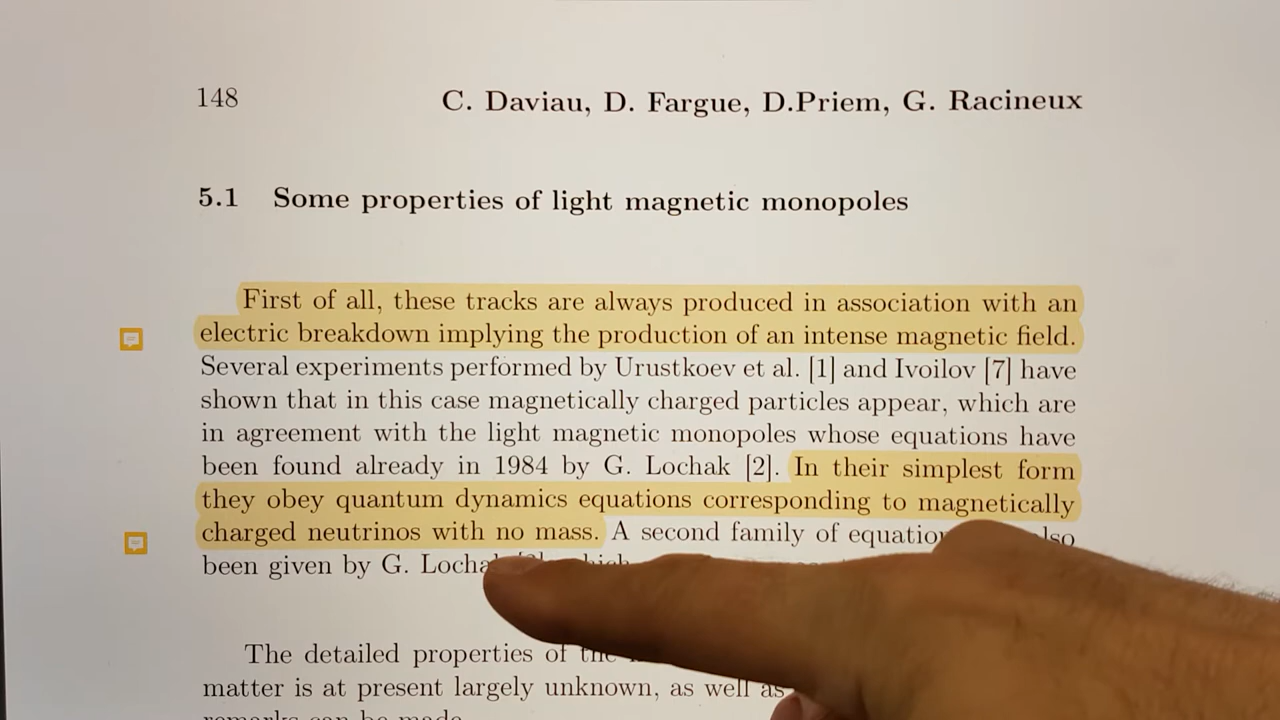 148
C. Daviau, D. Fargue, D.Priem, G. Racineux
5.1 Some properties of light magnetic monopoles
First of all, these tracks are always produced in association with an
electric breakdown implying the production of an intense magnetic field.
Several experiments performed by Urustkoev et al. [1] and Ivoilov [7] have
shown that in this case magnetically charged particles appear, which are
in agreement with the light magnetic monopoles whose equations have
been found already in 1984 by G. Lochak [2]. In their simplest form
they obey quantum dynamics equations corresponding to magnetically
charged neutrinos with no mass. A second family of
been given by G. which
The detailed properties of
matter is at present largely unknown, as well as
remarks can be made